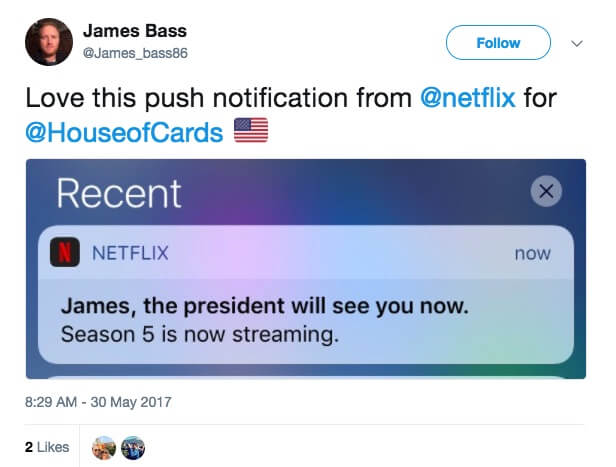 James Bass
@James_bass86
Follow
Love this push notification from @netflix for
@HouseofCards 🇺🇸
Recent
N NETFLIX
now
James, the president will see you now.
Season 5 is now streaming.
8:29 AM - 30 May 2017
2 Likes